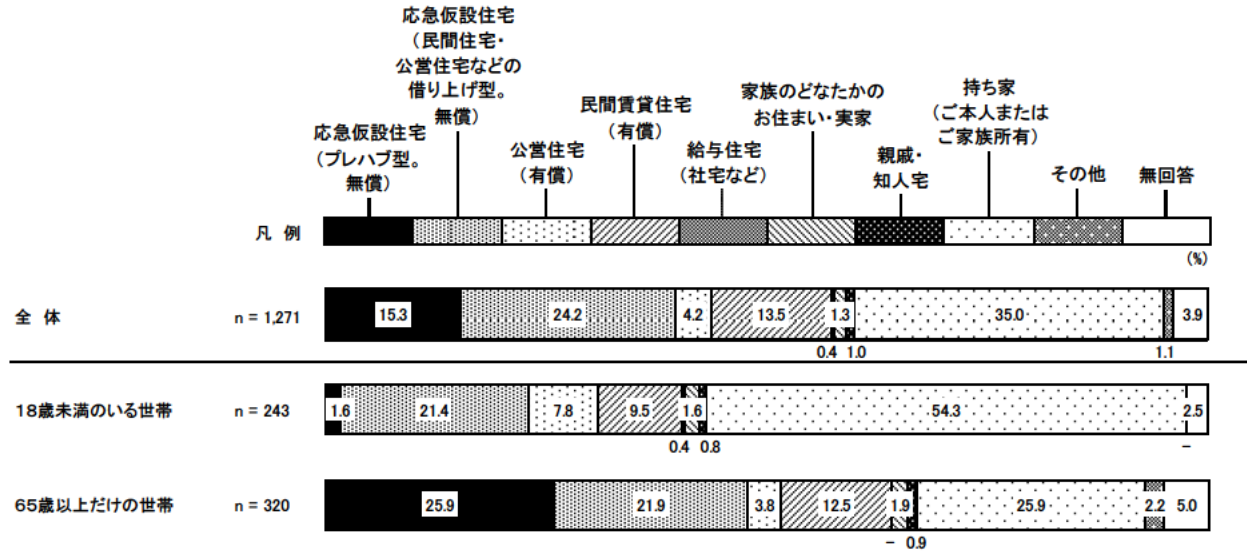 応急仮設住宅
(プレハブ型。
無償)
応急仮設住宅
(民間住宅・
公営住宅などの
借り上げ型。
無償)
公営住宅
(有償)
民間賃貸住宅
(有償)
給与住宅
(社宅など)
家族のどなたかの
お住まい・実家
親戚・
知人宅
持ち家
(ご本人または
ご家族所有)
その他
無回答
凡 例
(%)
全 体 n = 1,271 15.3 24.2 4.2 13.5 1.3 35.0 3.9
0.4 1.0 1.1
18歳未満のいる世帯 n = 243 1.6 21.4 7.8 9.5 1.6 54.3 2.5
0.4 0.8 −
65歳以上だけの世帯 n = 320 25.9 21.9 3.8 12.5 1.9 25.9 2.2 5.0
− 0.9